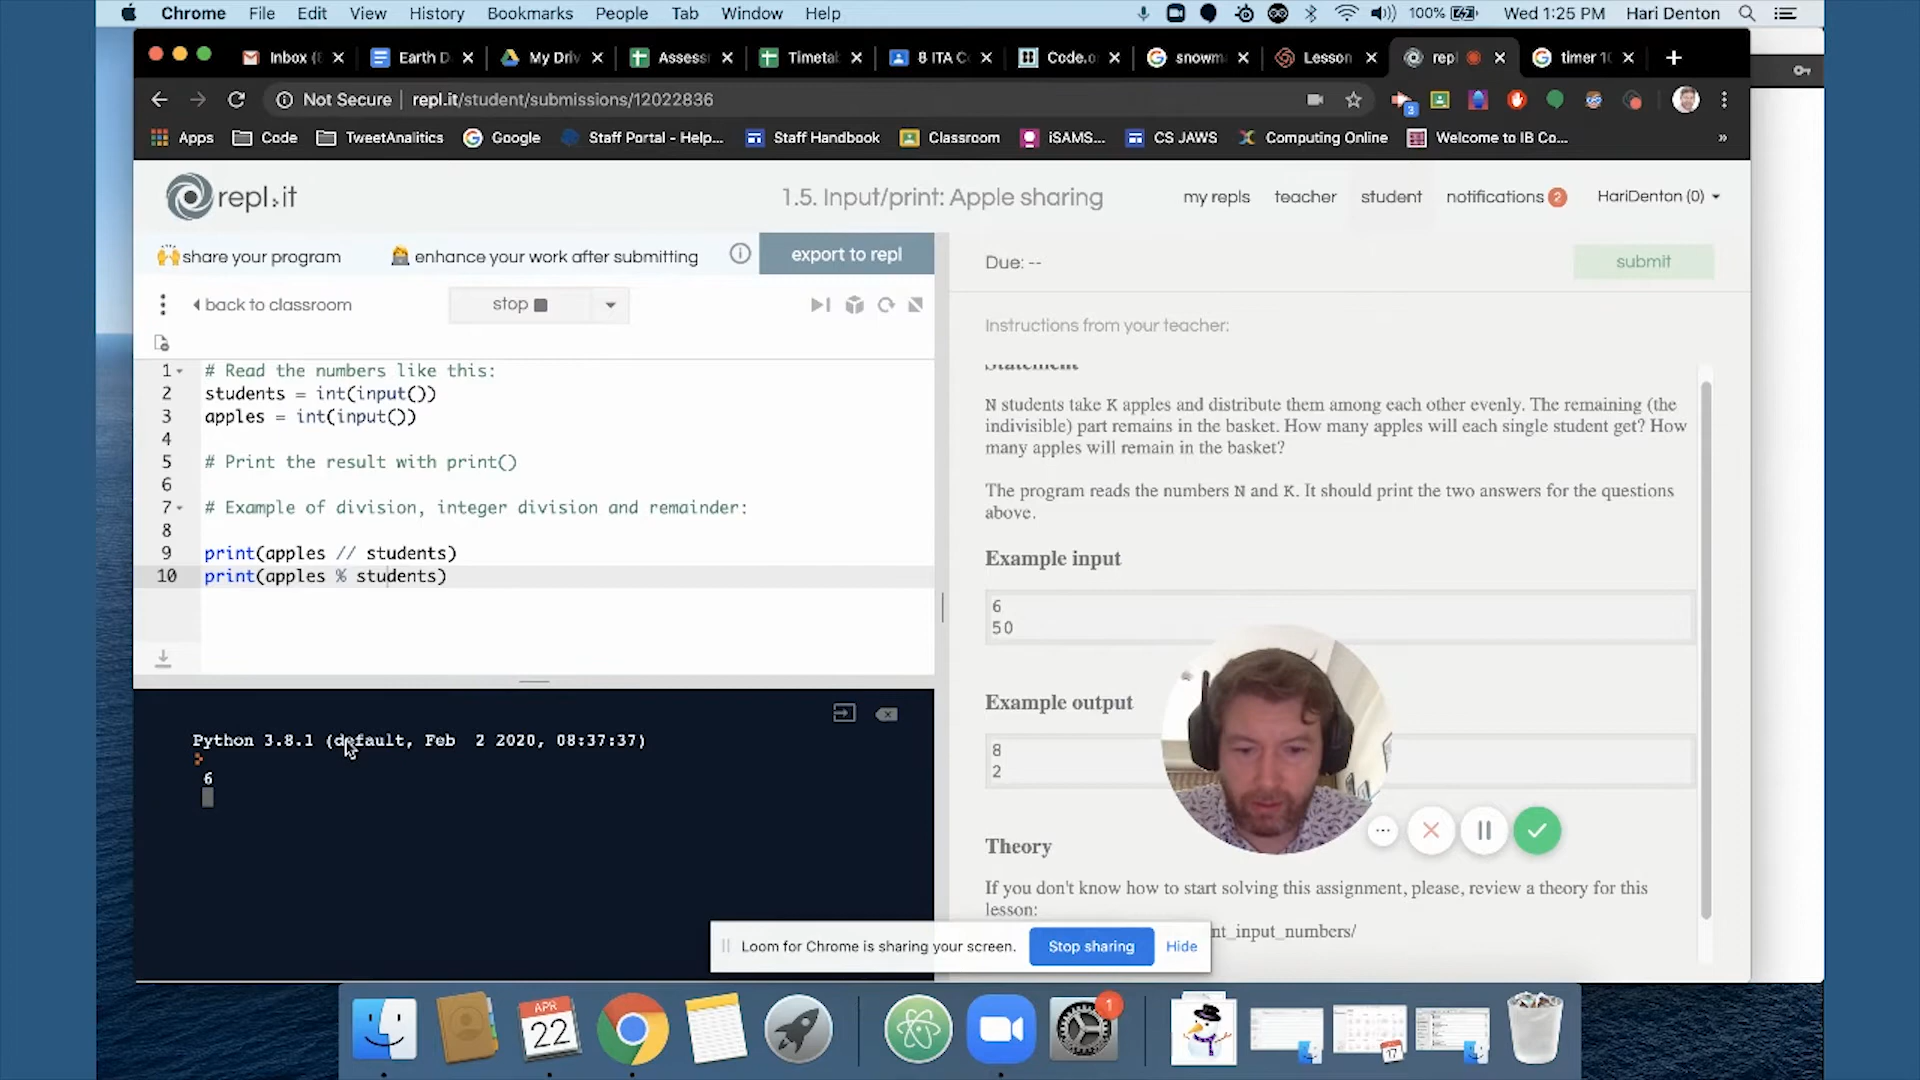 Chrome File Edit View History Bookmarks People Tab Window Help 100% Wed 1:25 PM Hari Denton
Inbox (8 Earth D My Driv Assess Timetal 8 ITA C Code.o snowm Lesson repl timer 1
Not Secure repl.it/student/submissions/12022836 3
Apps Code TweetAnalitics Google Staff Portal - Help... Staff Handbook Classroom iSAMS... CS JAWS Computing Online Welcome to IB Co... »
repl.it 1.5. Input/print: Apple sharing my repls teacher student notifications 2 HariDenton (0)
share your program enhance your work after submitting export to repl
back to classroom stop
1 # Read the numbers like this:
2 students = int(input())
3 apples = int(input())
4
5 # Print the result with print()
6
7 # Example of division, integer division and remainder:
8
9 print(apples // students)
10 print(apples % students)
Python 3.8.1 (default, Feb 2 2020, 08:37:37)
6
Due: -- submit
Instructions from your teacher:
Statement
N students take K apples and distribute them among each other evenly. The remaining (the
indivisible) part remains in the basket. How many apples will each single student get? How
many apples will remain in the basket?
The program reads the numbers N and K. It should print the two answers for the questions
above.
Example input
6
50
Example output
8
2
Theory
If you don't know how to start solving this assignment, please, review a theory for this
lesson:
nt_input_numbers/
Loom for Chrome is sharing your screen. Stop sharing Hide
APR
22
1
17